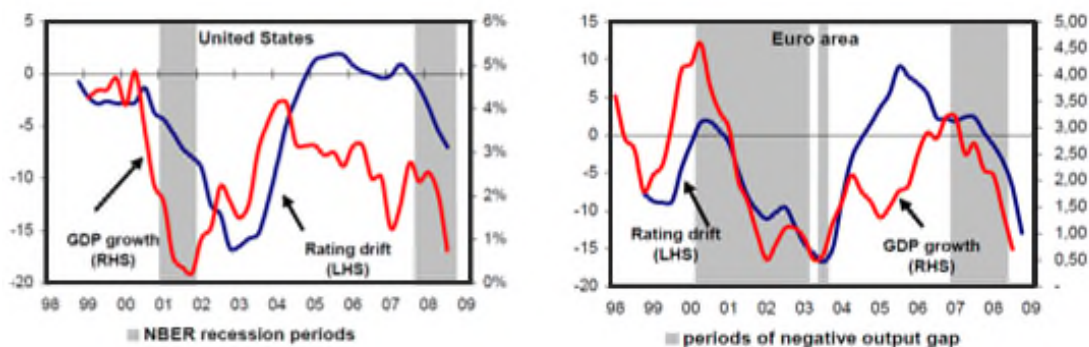 United States
5
0
-5
-10
-15
-20
6%
5%
4%
3%
2%
1%
0%
GDP growth
(RHS)
Rating drift
(LHS)
98 99 00 01 02 03 04 05 06 07 08 09
NBER recession periods
Euro area
15
10
5
0
-5
-10
-15
-20
5,00
4,50
4,00
3,50
3,00
2,50
2,00
1,50
1,00
0,50
-
Rating drift
(LHS)
GDP growth
(RHS)
98 99 00 01 02 03 04 05 06 07 08 09
periods of negative output gap